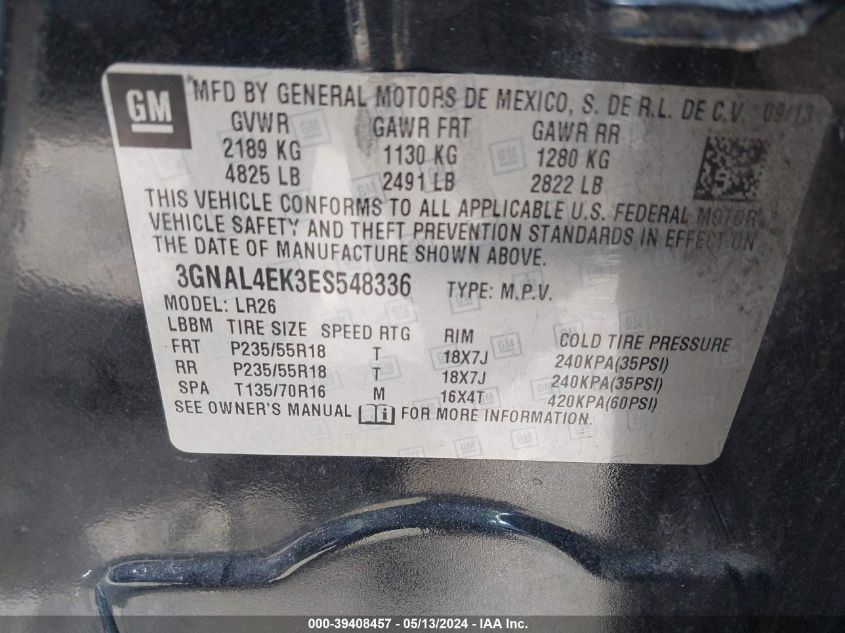 GM
MFD BY GENERAL MOTORS DE MEXICO, S. DE R.L. DE C.V. 09/13
GVWR GAWR FRT GAWR RR
2189 KG 1130 KG 1280 KG
4825 LB 2491 LB 2822 LB
THIS VEHICLE CONFORMS TO ALL APPLICABLE U.S. FEDERAL MOTOR
VEHICLE SAFETY AND THEFT PREVENTION STANDARDS IN EFFECT ON
THE DATE OF MANUFACTURE SHOWN ABOVE.
3GNAL4EK3ES548336 TYPE: M.P.V.
MODEL: LR26
LBBM TIRE SIZE SPEED RTG RIM COLD TIRE PRESSURE
FRT P235/55R18 T 18X7J 240KPA(35PSI)
RR P235/55R18 T 18X7J 240KPA(35PSI)
SPA T135/70R16 M 16X4T 420KPA(60PSI)
SEE OWNER'S MANUAL FOR MORE INFORMATION.
000-39408457 / 05/13/2024 - IAA Inc.